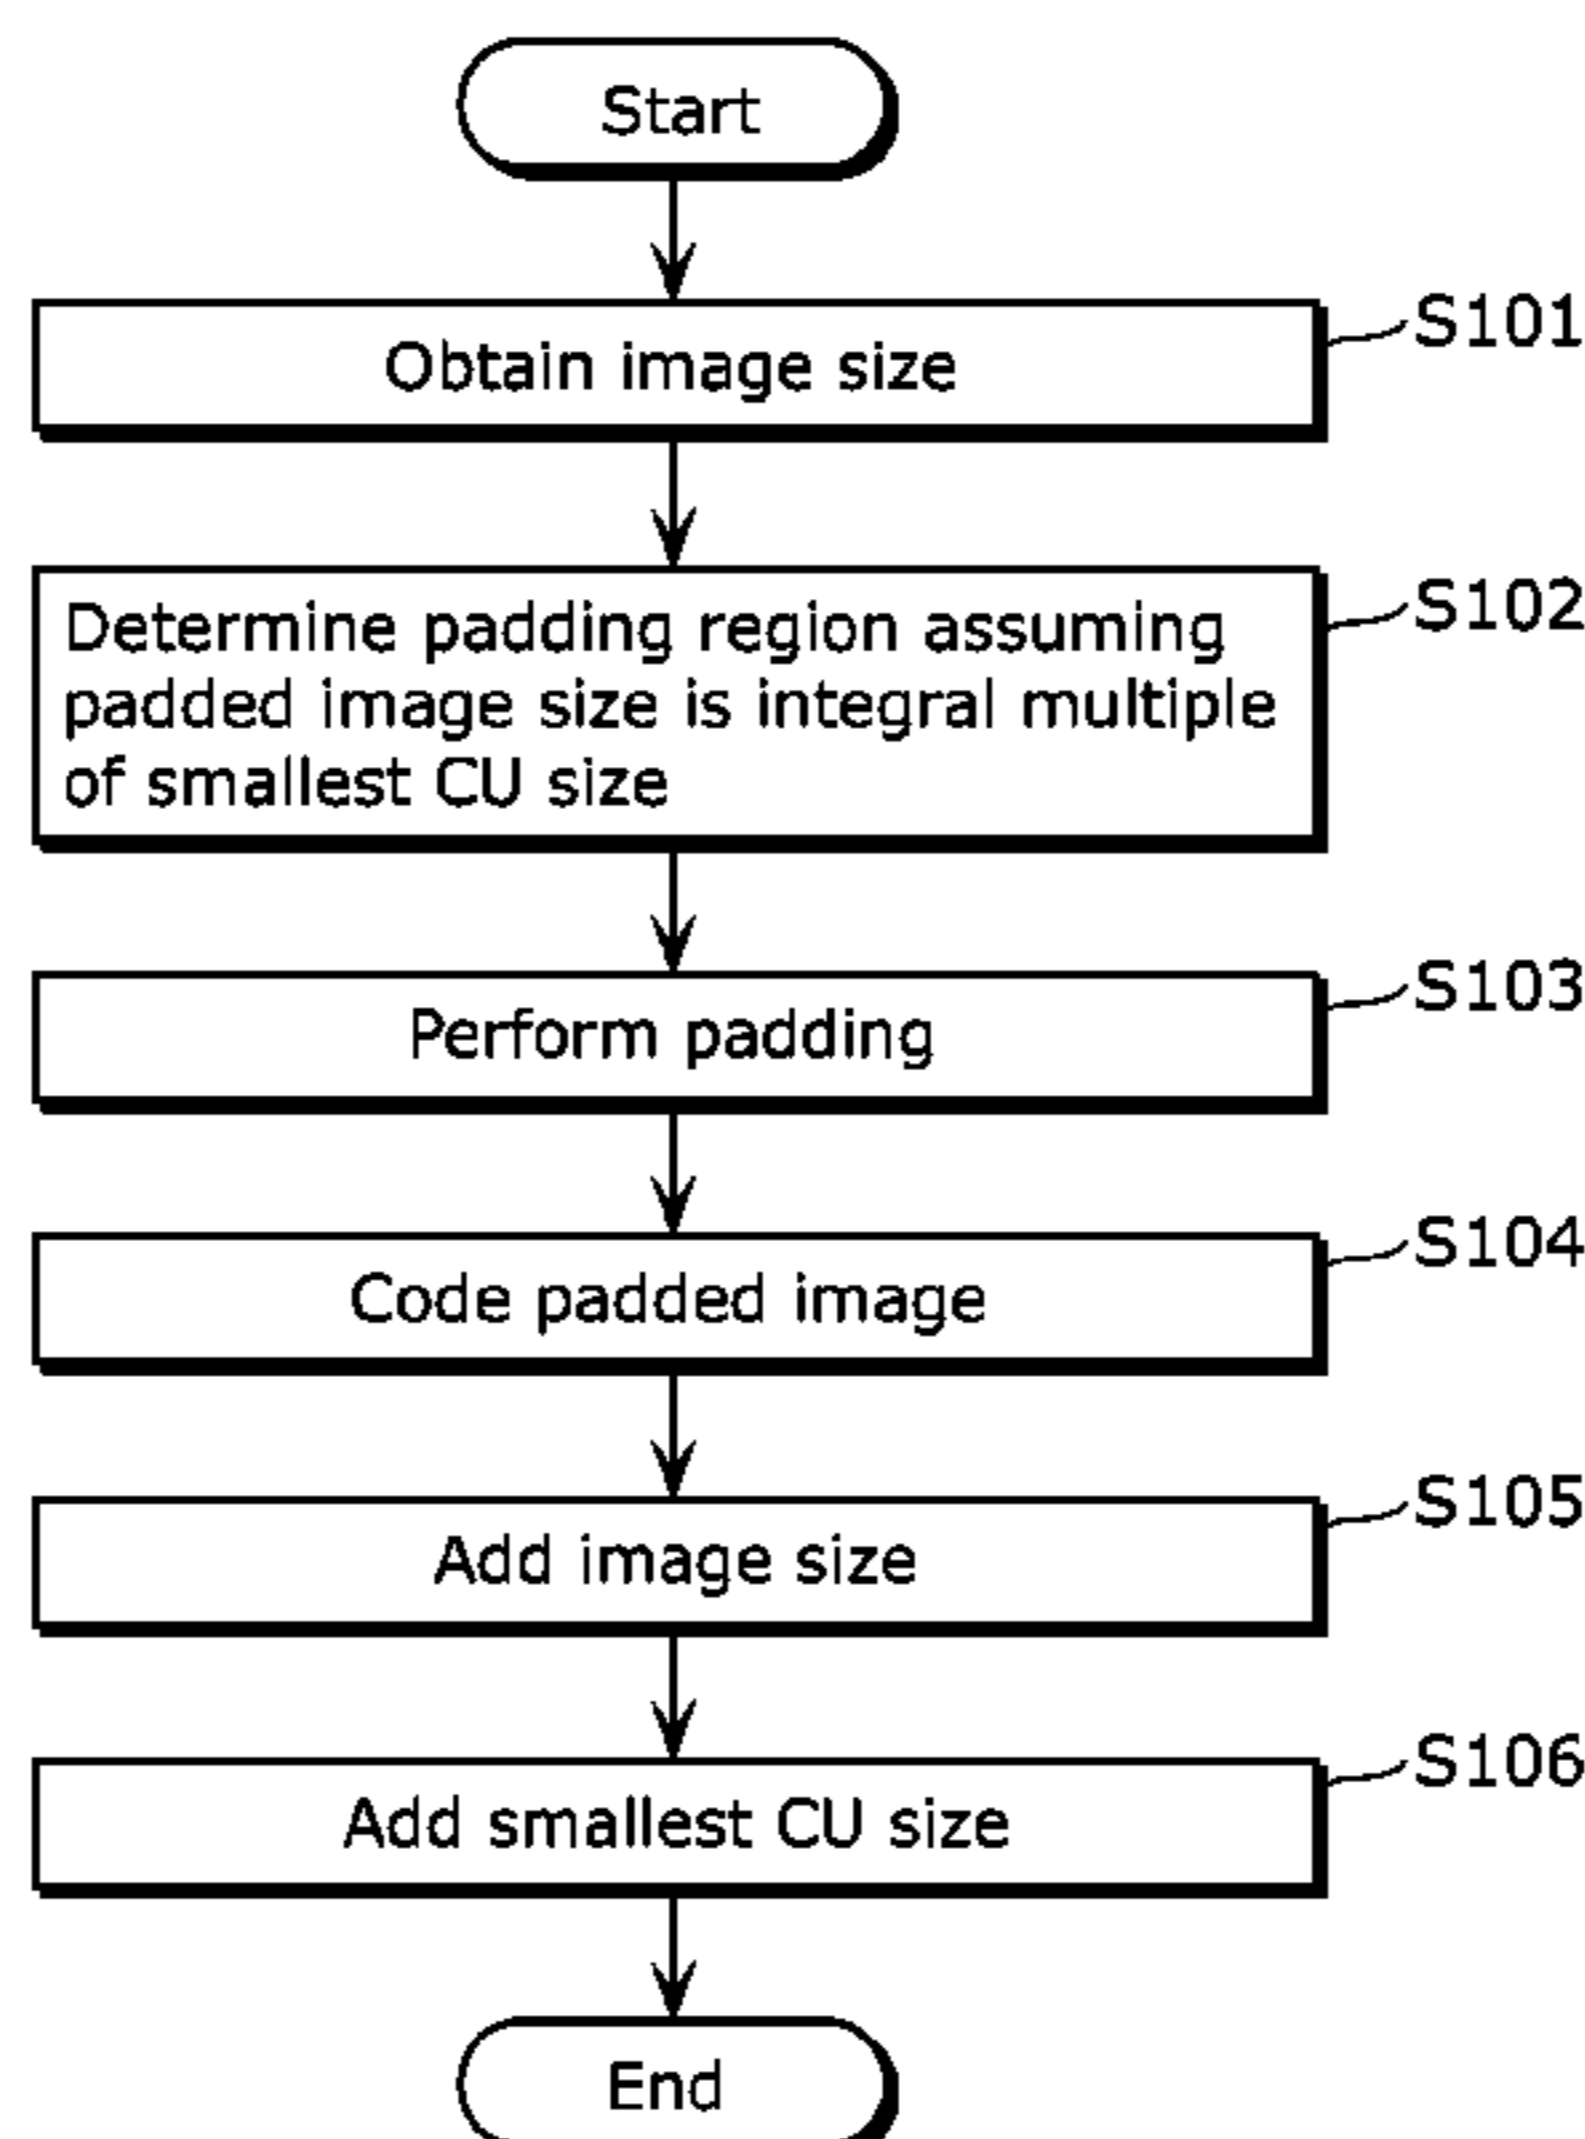 Start
Obtain image size
S101
Determine padding region assuming
padded image size is integral multiple
of smallest CU size
S102
Perform padding
S103
Code padded image
S104
Add image size
S105
Add smallest CU size
S106
End